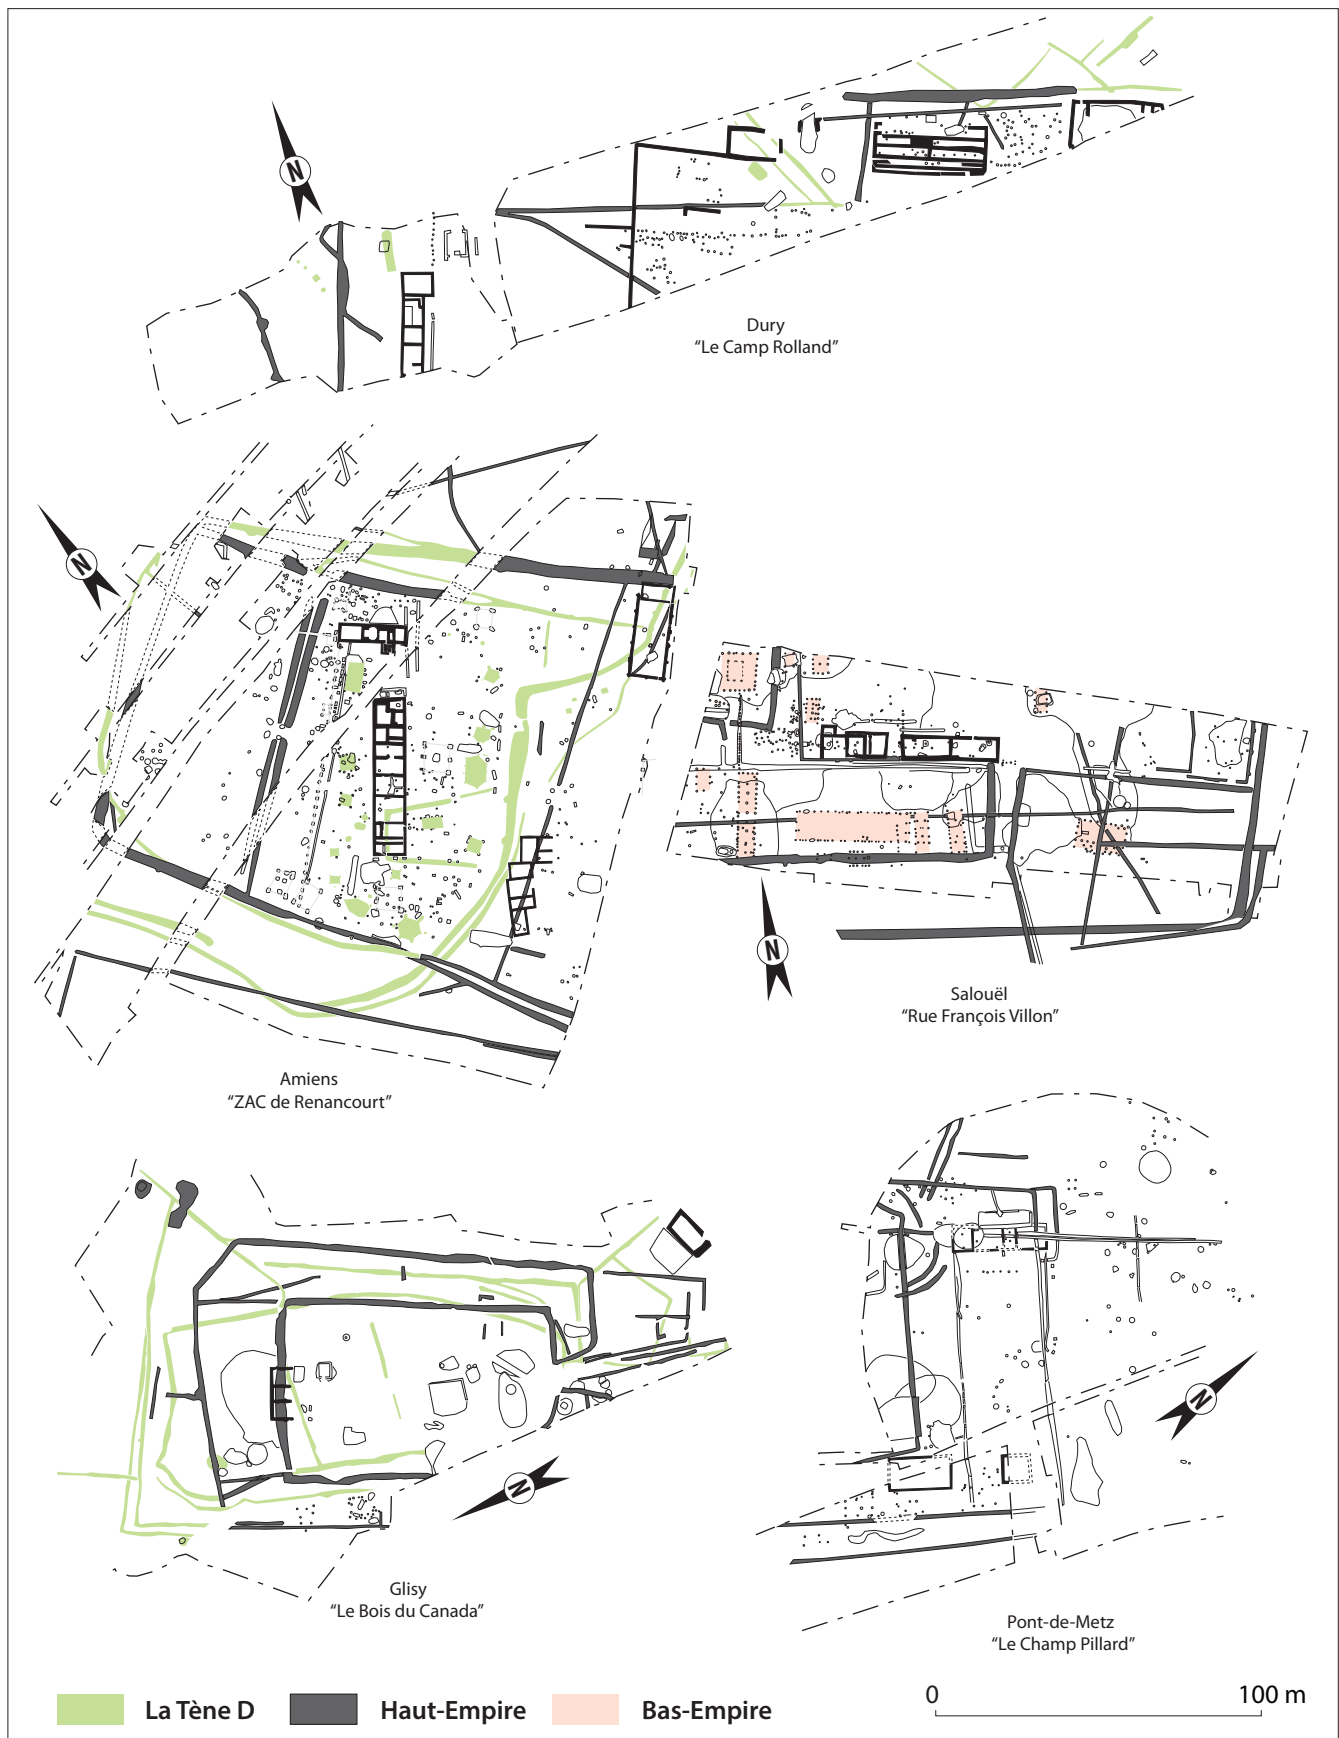 N
Dury
“Le Camp Rolland”
N
Amiens
“ZAC de Renancourt”
N
Salouël
“Rue François Villon”
N
Glisy
“Le Bois du Canada”
N
Pont-de-Metz
“Le Champ Pillard”
La Tène D
Haut-Empire
Bas-Empire
0 100 m